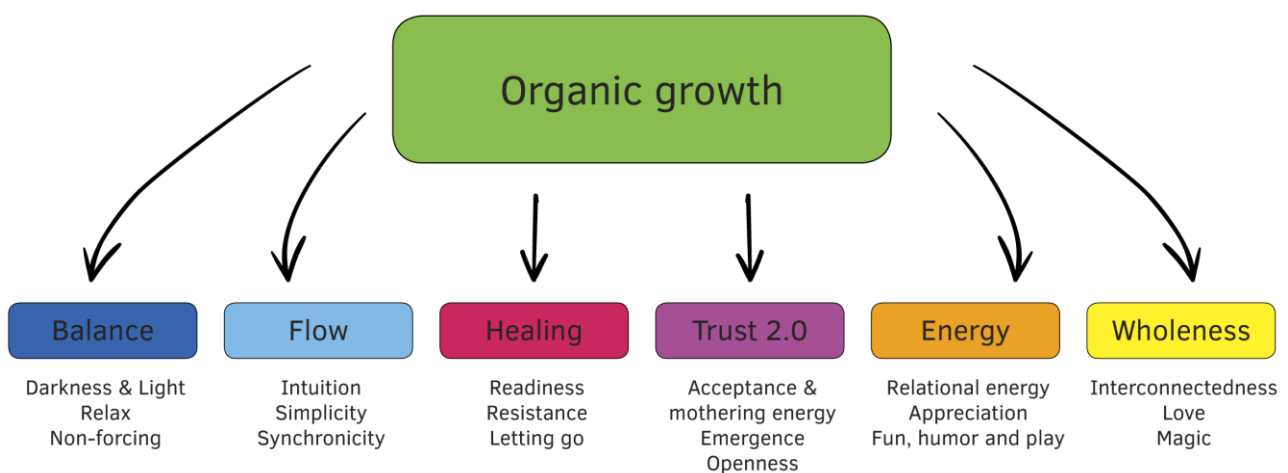 Organic growth
Balance
Darkness & Light
Relax
Non-forcing
Flow
Intuition
Simplicity
Synchronicity
Healing
Readiness
Resistance
Letting go
Trust 2.0
Acceptance &
mothering energy
Emergence
Openness
Energy
Relational energy
Appreciation
Fun, humor and play
Wholeness
Interconnectedness
Love
Magic